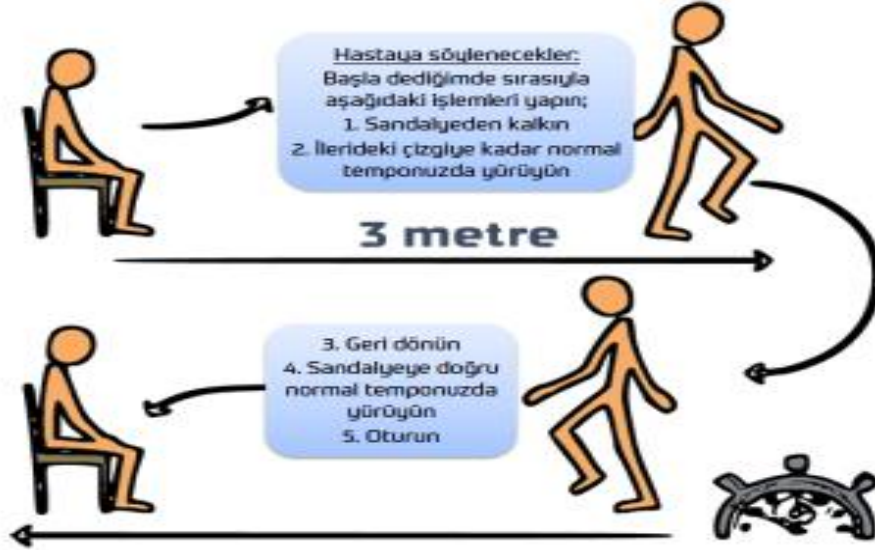 Hastaya söylenecekler:
Başla dediğimde sırasıyla
aşağıdaki işlemleri yapın;
1. Sandalyeden kalkın
2. İlerideki çizgiye kadar normal
temponuzda yürüyün
3 metre
3. Geri dönün
4. Sandalyeye doğru
normal temponuzda
yürüyün
5. Oturun